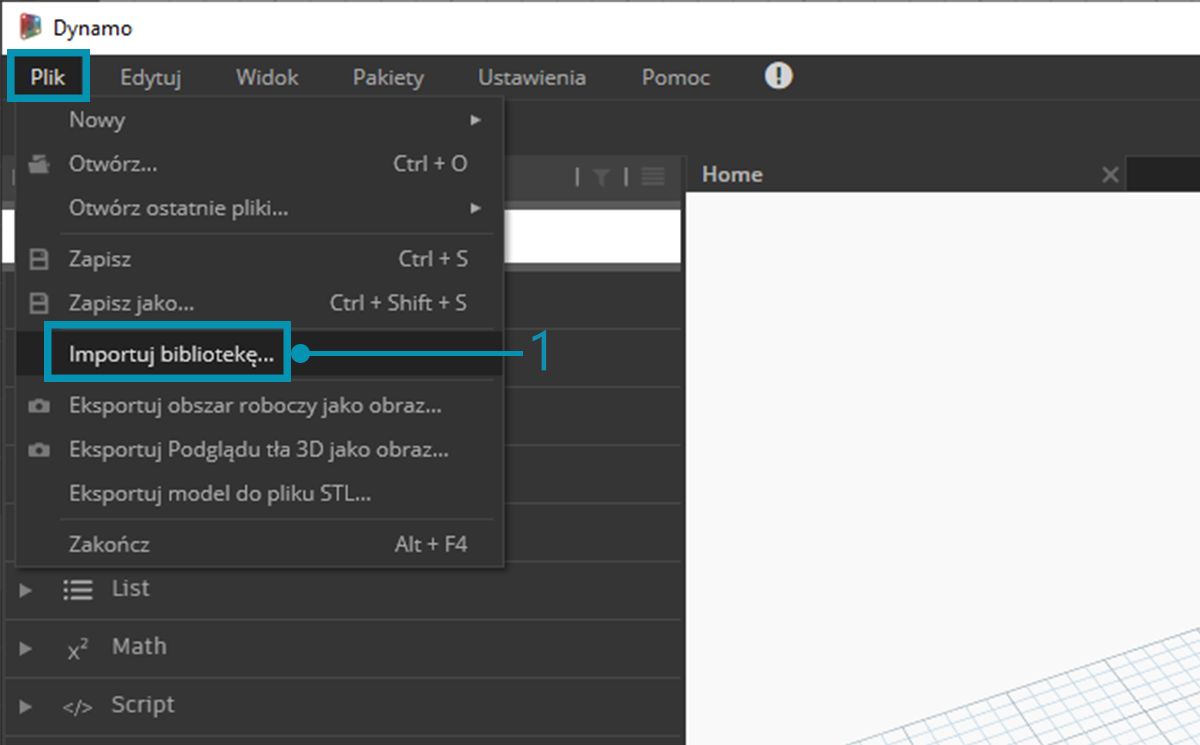 Dynamo
Plik Edytuj Widok Pakiety Ustawienia Pomoc
Nowy
Otwórz... Ctrl + O
Otwórz ostatnie pliki...
Zapisz Ctrl + S
Zapisz jako... Ctrl + Shift + S
Importuj bibliotekę... 1
Eksportuj obszar roboczy jako obraz...
Eksportuj Podglądu tła 3D jako obraz...
Eksportuj model do pliku STL...
Zakończ Alt + F4
Home
List
x² Math
</> Script